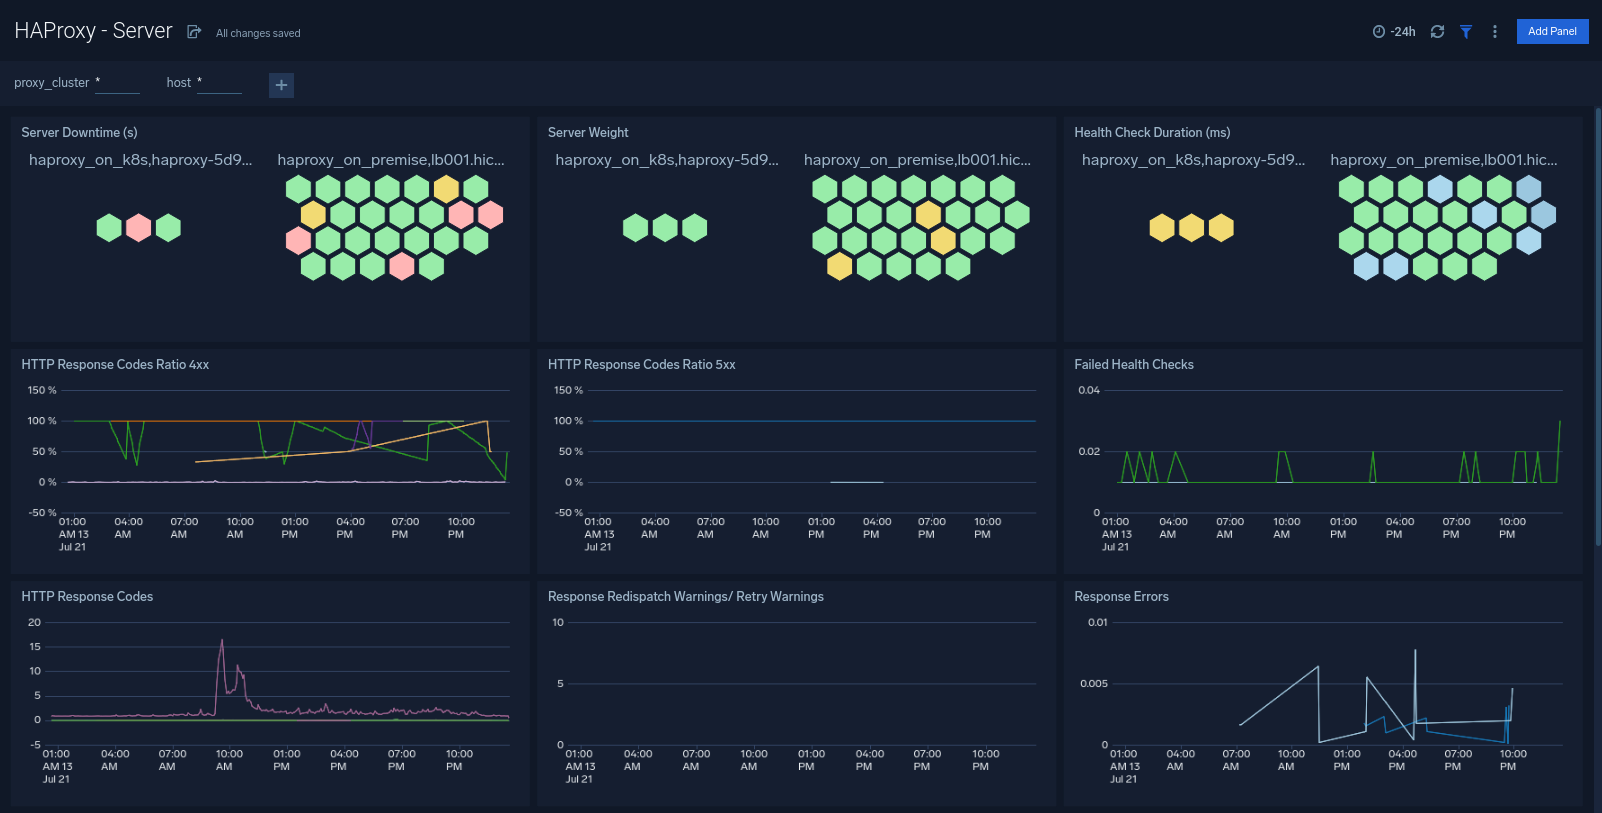 HAProxy - Server
All changes saved
-24h
Add Panel
proxy_cluster *
host *
+
Server Downtime (s)
haproxy_on_k8s,haproxy-5d9...
haproxy_on_premise,lb001.hic...
Server Weight
haproxy_on_k8s,haproxy-5d9...
haproxy_on_premise,lb001.hic...
Health Check Duration (ms)
haproxy_on_k8s,haproxy-5d9...
haproxy_on_premise,lb001.hic...
HTTP Response Codes Ratio 4xx
150 %
100 %
50 %
0 %
-50 %
01:00 04:00 07:00 10:00 01:00 04:00 07:00 10:00
AM 13 AM AM AM PM PM PM PM
Jul 21
HTTP Response Codes Ratio 5xx
150 %
100 %
50 %
0 %
-50 %
01:00 04:00 07:00 10:00 01:00 04:00 07:00 10:00
AM 13 AM AM AM PM PM PM PM
Jul 21
Failed Health Checks
0.04
0.02
0
01:00 04:00 07:00 10:00 01:00 04:00 07:00 10:00
AM 13 AM AM AM PM PM PM PM
Jul 21
HTTP Response Codes
20
15
10
5
0
-5
01:00 04:00 07:00 10:00 01:00 04:00 07:00 10:00
AM 13 AM AM AM PM PM PM PM
Jul 21
Response Redispatch Warnings/ Retry Warnings
10
5
0
01:00 04:00 07:00 10:00 01:00 04:00 07:00 10:00
AM 13 AM AM AM PM PM PM PM
Jul 21
Response Errors
0.01
0.005
0
01:00 04:00 07:00 10:00 01:00 04:00 07:00 10:00
AM 13 AM AM AM PM PM PM PM
Jul 21